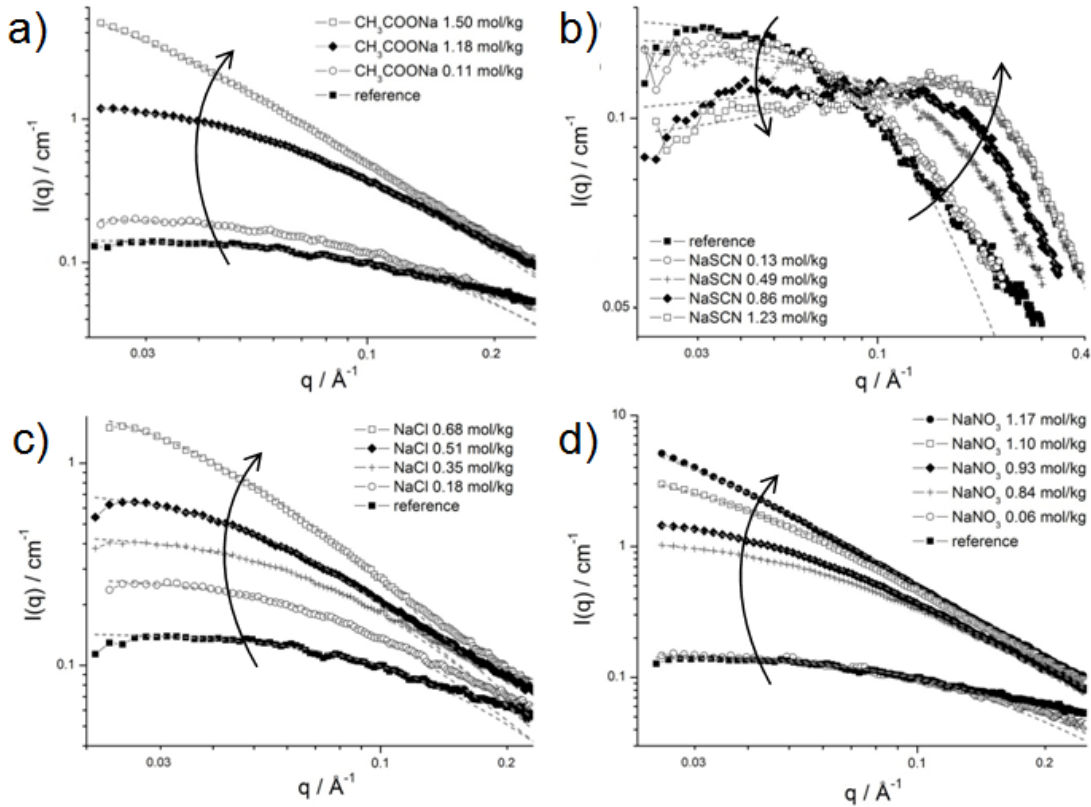 a)
CH₃COONa 1.50 mol/kg
CH₃COONa 1.18 mol/kg
CH₃COONa 0.11 mol/kg
reference
1
0.1
I(q) / cm⁻¹
0.03 0.1 0.2
q / Å⁻¹
b)
0.1
0.05
I(q) / cm⁻¹
reference
NaSCN 0.13 mol/kg
NaSCN 0.49 mol/kg
NaSCN 0.86 mol/kg
NaSCN 1.23 mol/kg
0.03 0.1 0.4
q / Å⁻¹
c)
NaCl 0.68 mol/kg
NaCl 0.51 mol/kg
NaCl 0.35 mol/kg
NaCl 0.18 mol/kg
reference
1
0.1
I(q) / cm⁻¹
0.03 0.1 0.2
q / Å⁻¹
d)
10
1
0.1
I(q) / cm⁻¹
NaNO₃ 1.17 mol/kg
NaNO₃ 1.10 mol/kg
NaNO₃ 0.93 mol/kg
NaNO₃ 0.84 mol/kg
NaNO₃ 0.06 mol/kg
reference
0.03 0.1 0.2
q / Å⁻¹